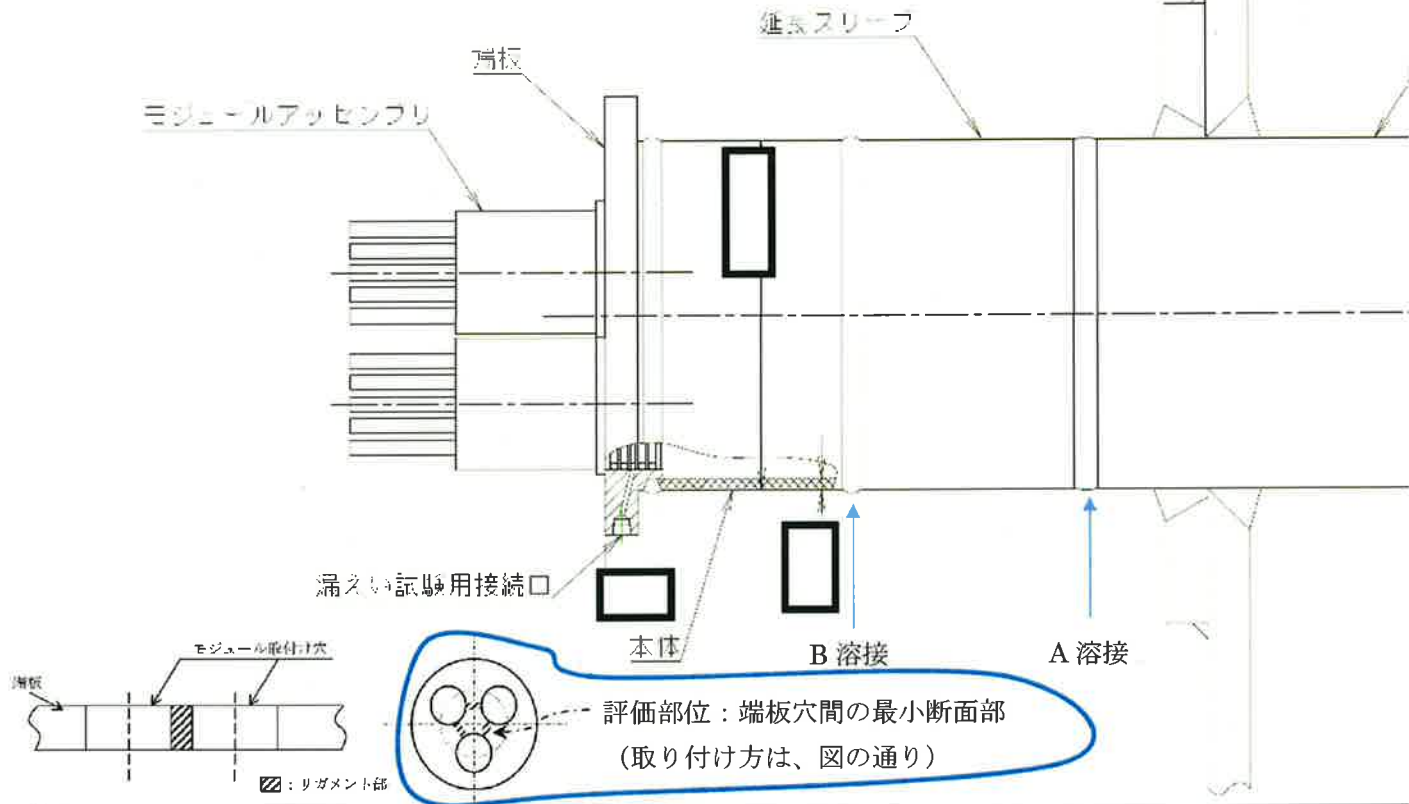 延長スリーブ
端板
モジュールアッセンブリ
漏えい試験用接続口
本体
B 溶接
A 溶接
モジュール取付け穴
端板
評価部位：端板穴間の最小断面部
（取り付け方は、図の通り）
：リガメント部